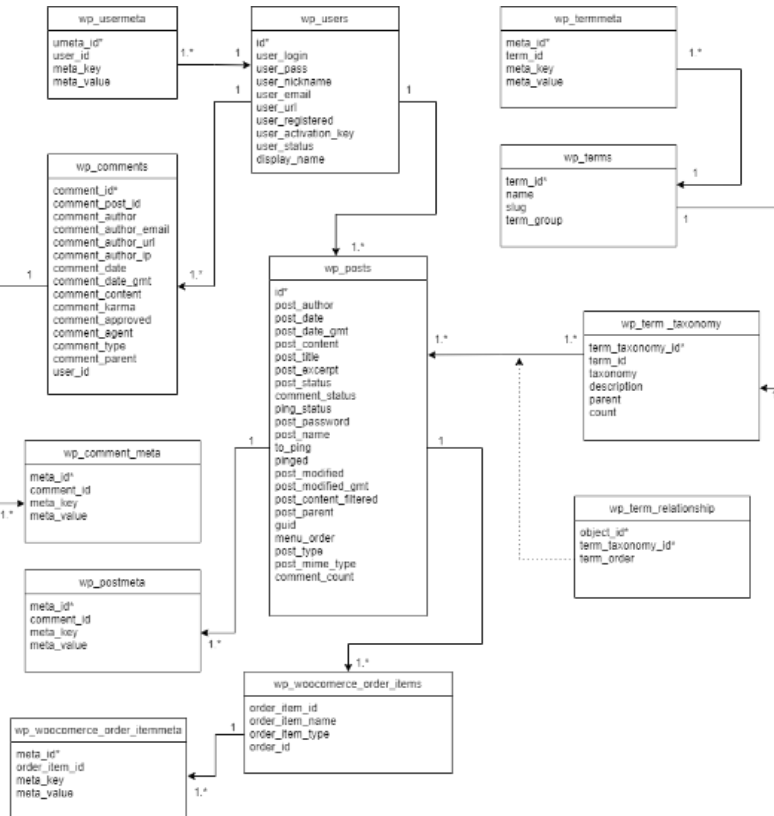 wp_usermeta
umeta_id*
user_id
meta_key
meta_value
1.*
1
wp_users
id*
user_login
user_pass
user_nickname
user_email
user_url
user_registered
user_activation_key
user_status
display_name
1
1
wp_termmeta
meta_id*
term_id
meta_key
meta_value
1.*
wp_terms
term_id*
name
slug
term_group
1
1
wp_comments
comment_id*
comment_post_id
comment_author
comment_author_email
comment_author_url
comment_author_ip
comment_date
comment_date_gmt
comment_content
comment_karma
comment_approved
comment_agent
comment_type
comment_parent
user_id
1
1.*
1.*
wp_posts
id*
post_author
post_date
post_date_gmt
post_content
post_title
post_excerpt
post_status
comment_status
ping_status
post_password
post_name
to_ping
pinged
post_modified
post_modified_gmt
post_content_filtered
post_parent
guid
menu_order
post_type
post_mime_type
comment_count
1.*
1.*
1
1
wp_term _taxonomy
term_taxonomy_id*
term_id
taxonomy
description
parent
count
wp_term_relationship
object_id*
term_taxonomy_id*
term_order
wp_comment_meta
meta_id*
comment_id
meta_key
meta_value
1.*
wp_postmeta
meta_id*
comment_id
meta_key
meta_value
1.*
1.*
wp_woocomerce_order_items
order_item_id
order_item_name
order_item_type
order_id
1
wp_woocomerce_order_itemmeta
meta_id*
order_item_id
meta_key
meta_value
1.*